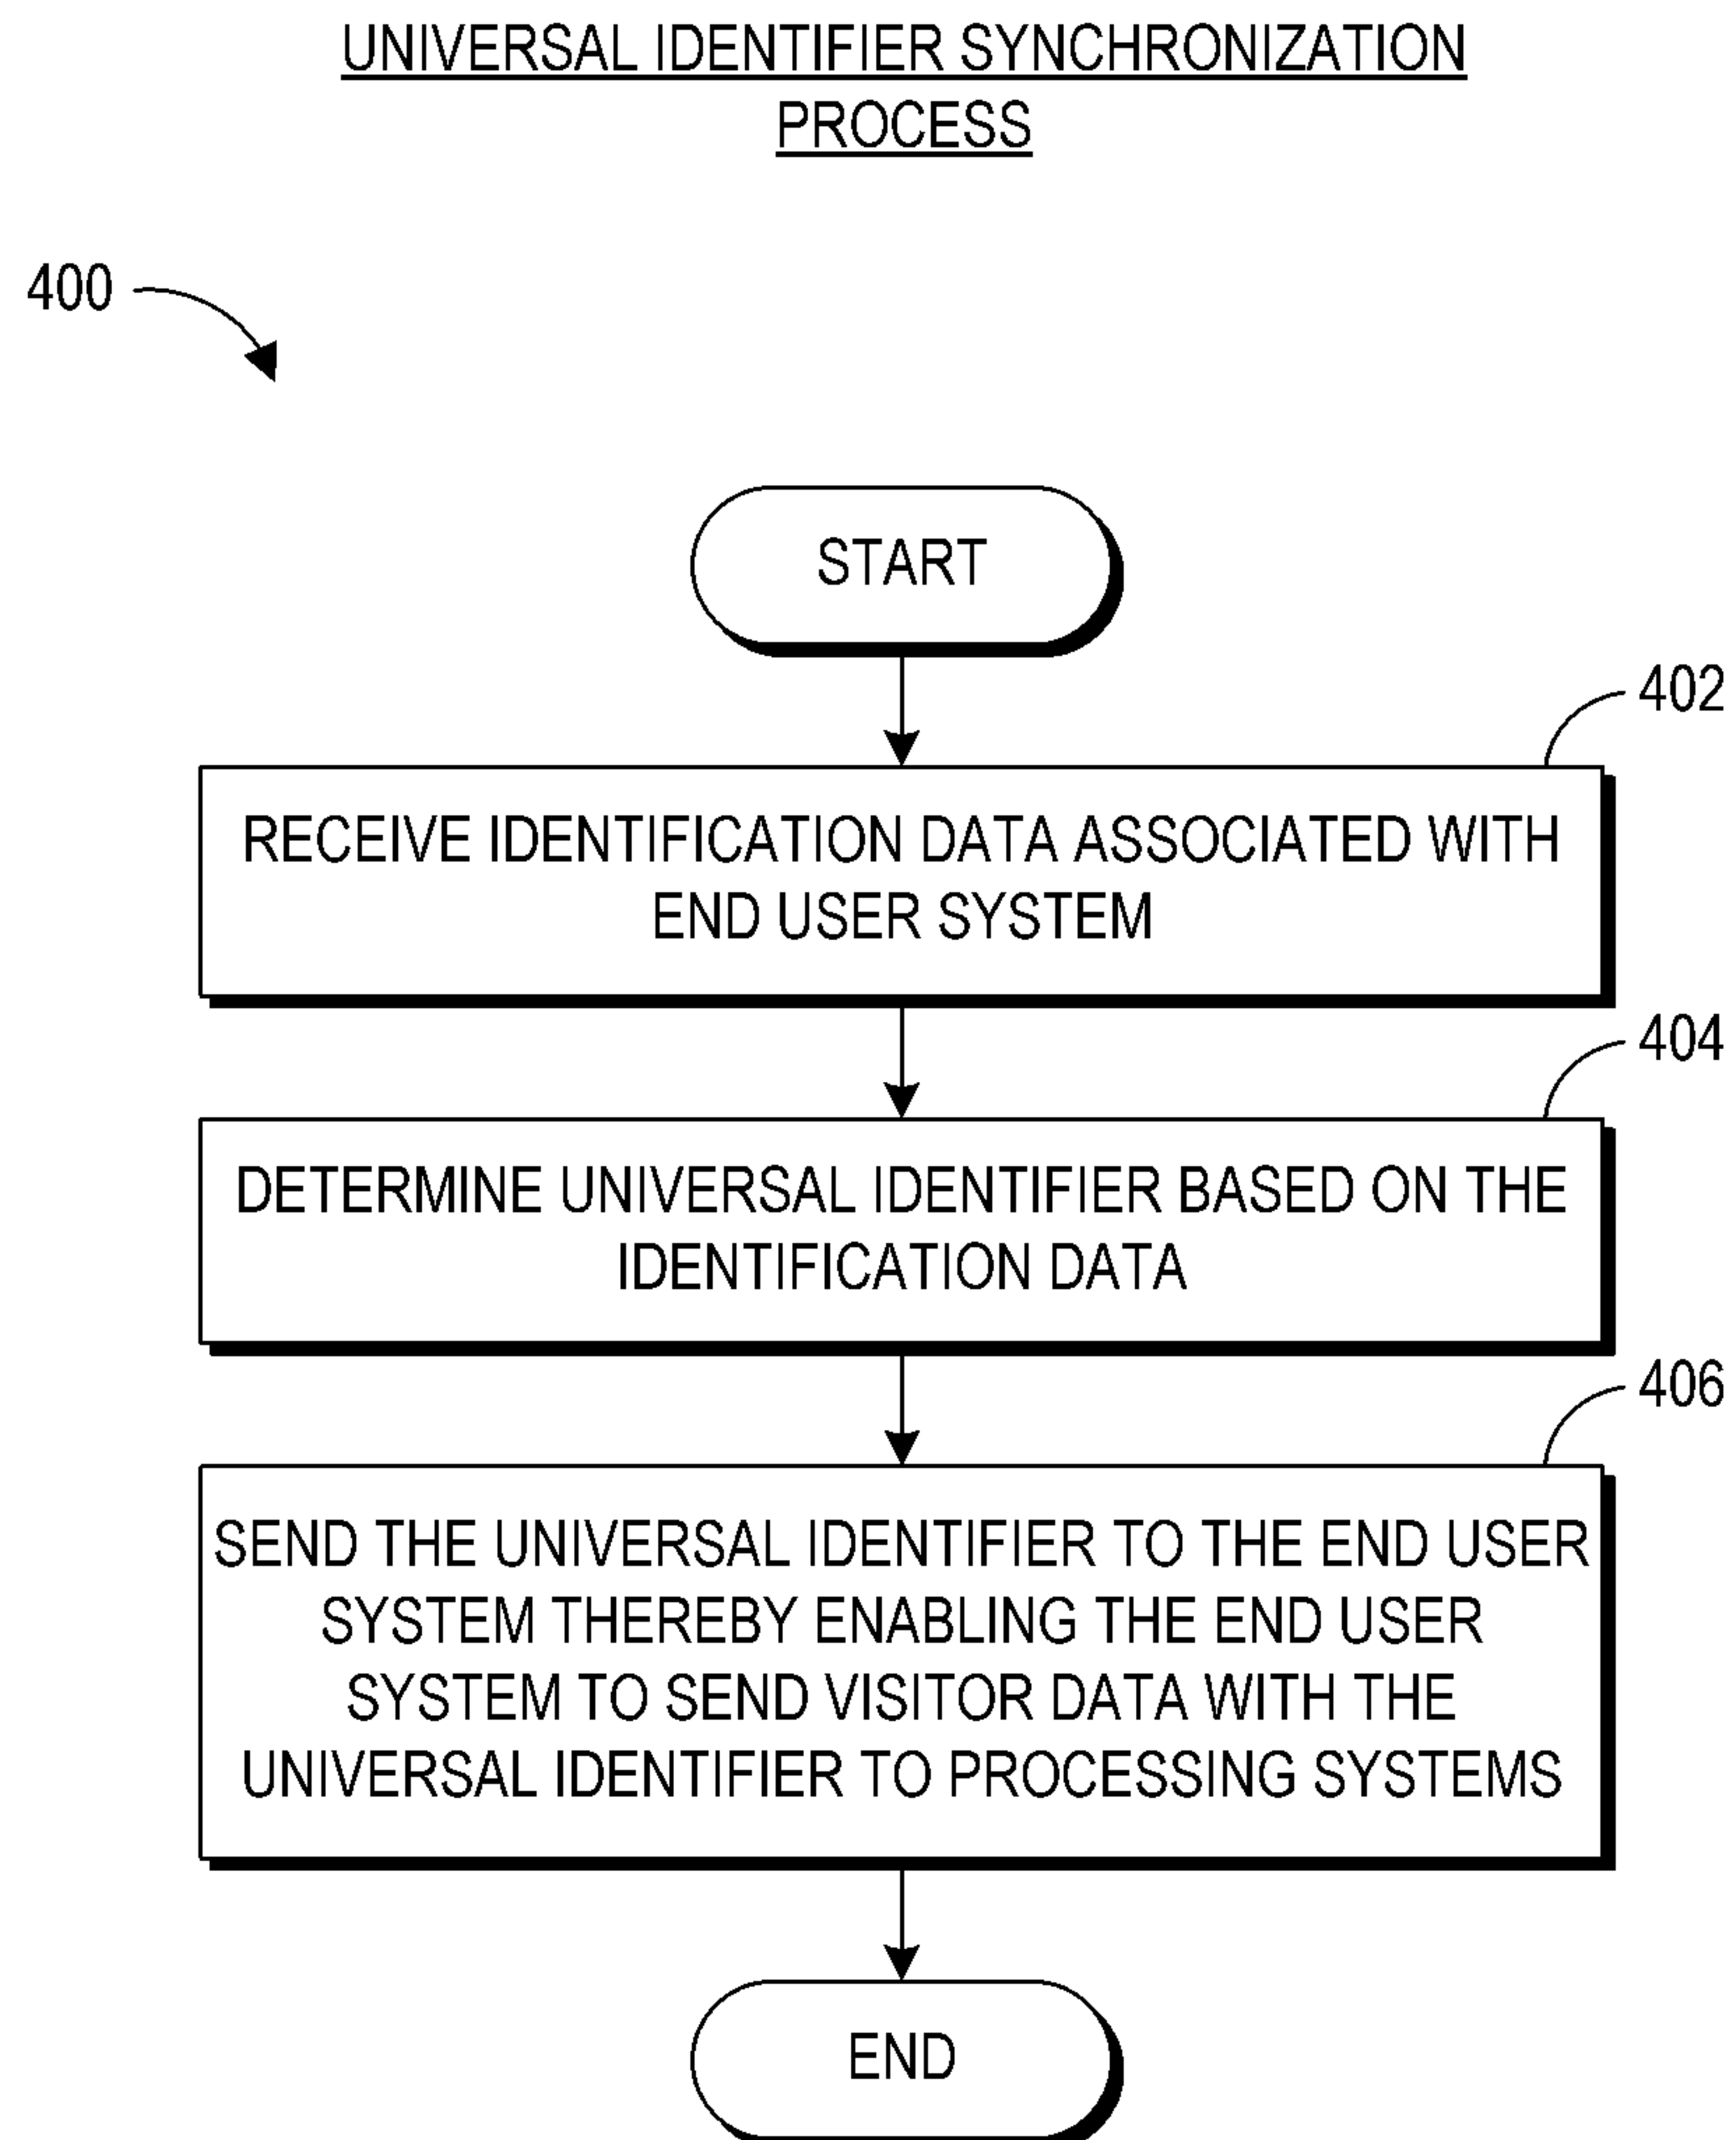 UNIVERSAL IDENTIFIER SYNCHRONIZATION
PROCESS
400
START
402
RECEIVE IDENTIFICATION DATA ASSOCIATED WITH
END USER SYSTEM
404
DETERMINE UNIVERSAL IDENTIFIER BASED ON THE
IDENTIFICATION DATA
406
SEND THE UNIVERSAL IDENTIFIER TO THE END USER
SYSTEM THEREBY ENABLING THE END USER
SYSTEM TO SEND VISITOR DATA WITH THE
UNIVERSAL IDENTIFIER TO PROCESSING SYSTEMS
END